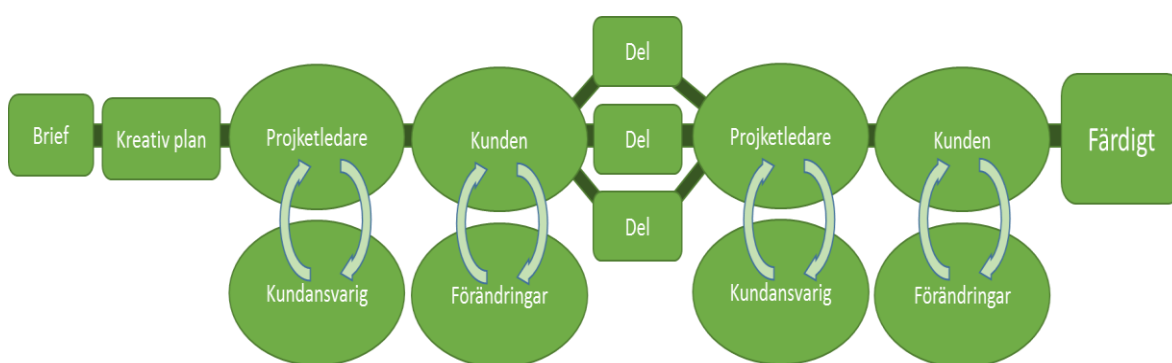 Brief
Kreativ plan
Projketledare
Kundansvarig
Kunden
Förändringar
Del
Del
Del
Projketledare
Kundansvarig
Kunden
Förändringar
Färdigt